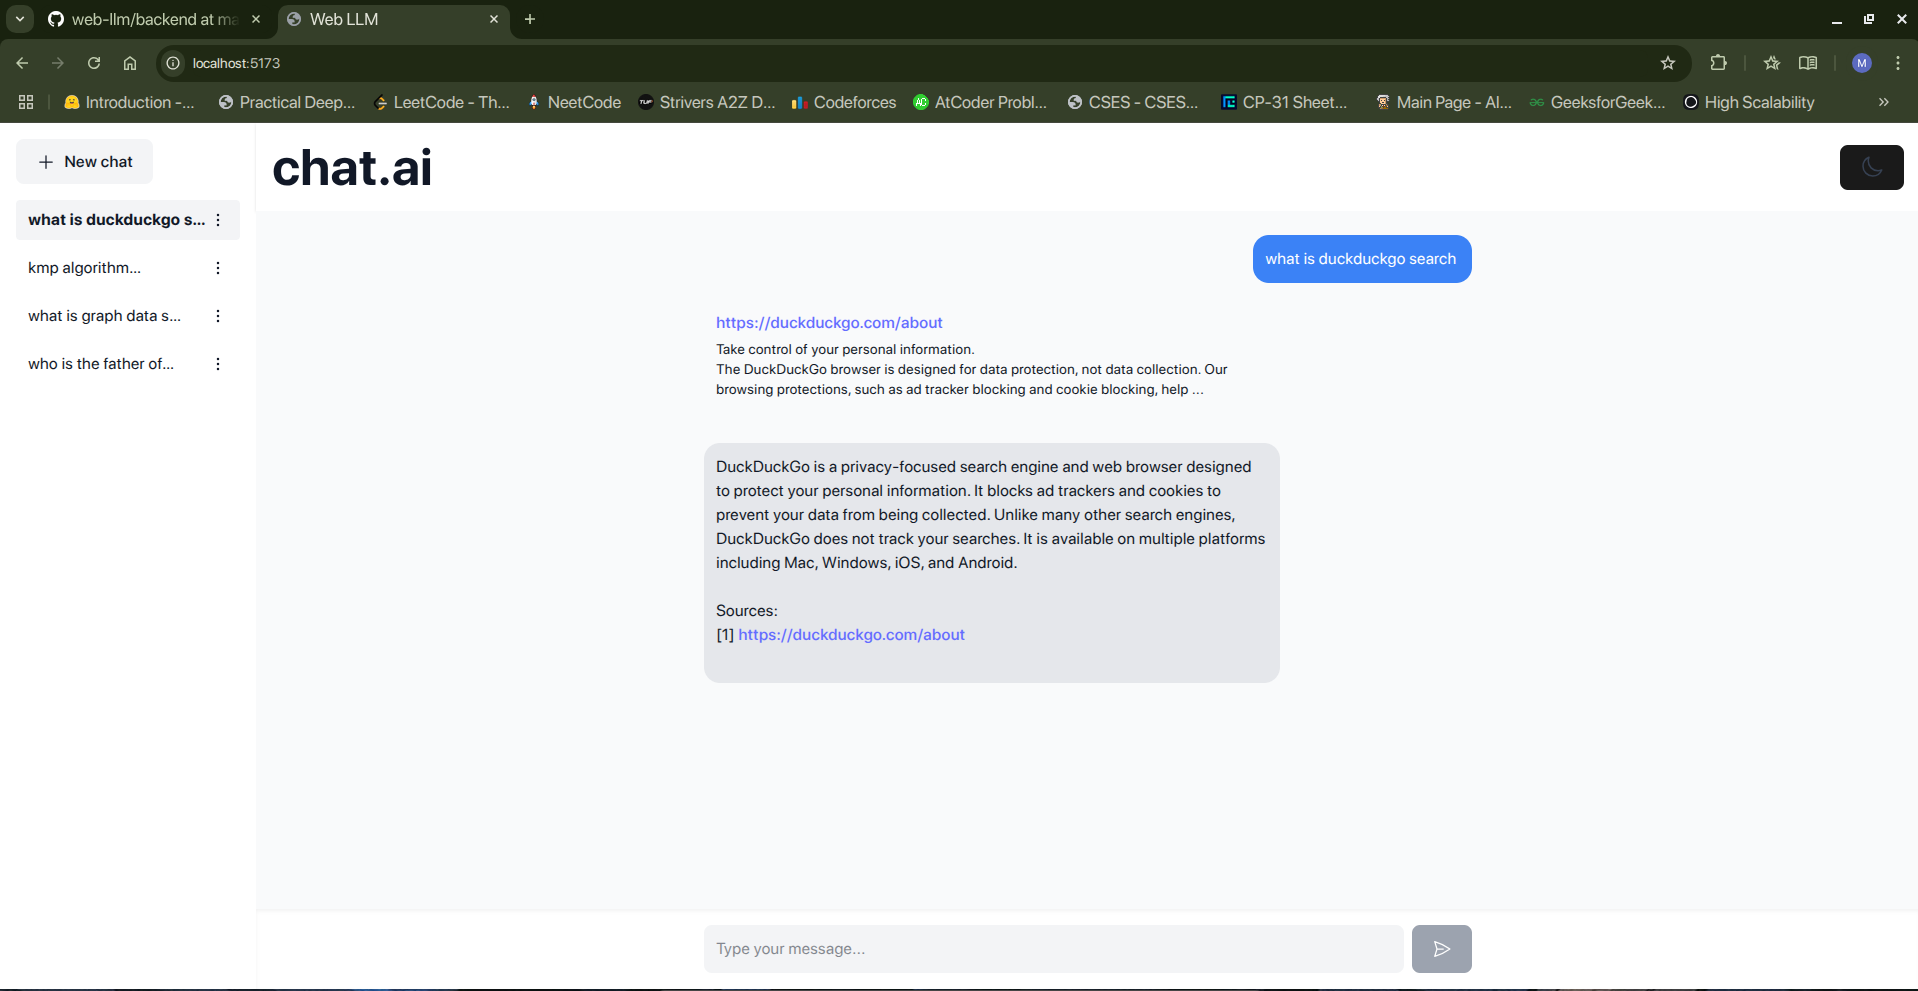 web-llm/backend at ma
Web LLM
localhost:5173
M
Introduction -...
Practical Deep...
LeetCode - Th...
NeetCode
Strivers A2Z D...
Codeforces
AtCoder Probl...
CSES - CSES...
CP-31 Sheet...
Main Page - Al...
GeeksforGeek...
High Scalability
New chat
chat.ai
what is duckduckgo s...
kmp algorithm...
what is graph data s...
who is the father of...
what is duckduckgo search
https://duckduckgo.com/about
Take control of your personal information.
The DuckDuckGo browser is designed for data protection, not data collection. Our
browsing protections, such as ad tracker blocking and cookie blocking, help ...
DuckDuckGo is a privacy-focused search engine and web browser designed
to protect your personal information. It blocks ad trackers and cookies to
prevent your data from being collected. Unlike many other search engines,
DuckDuckGo does not track your searches. It is available on multiple platforms
including Mac, Windows, iOS, and Android.
Sources:
[1] https://duckduckgo.com/about
Type your message...